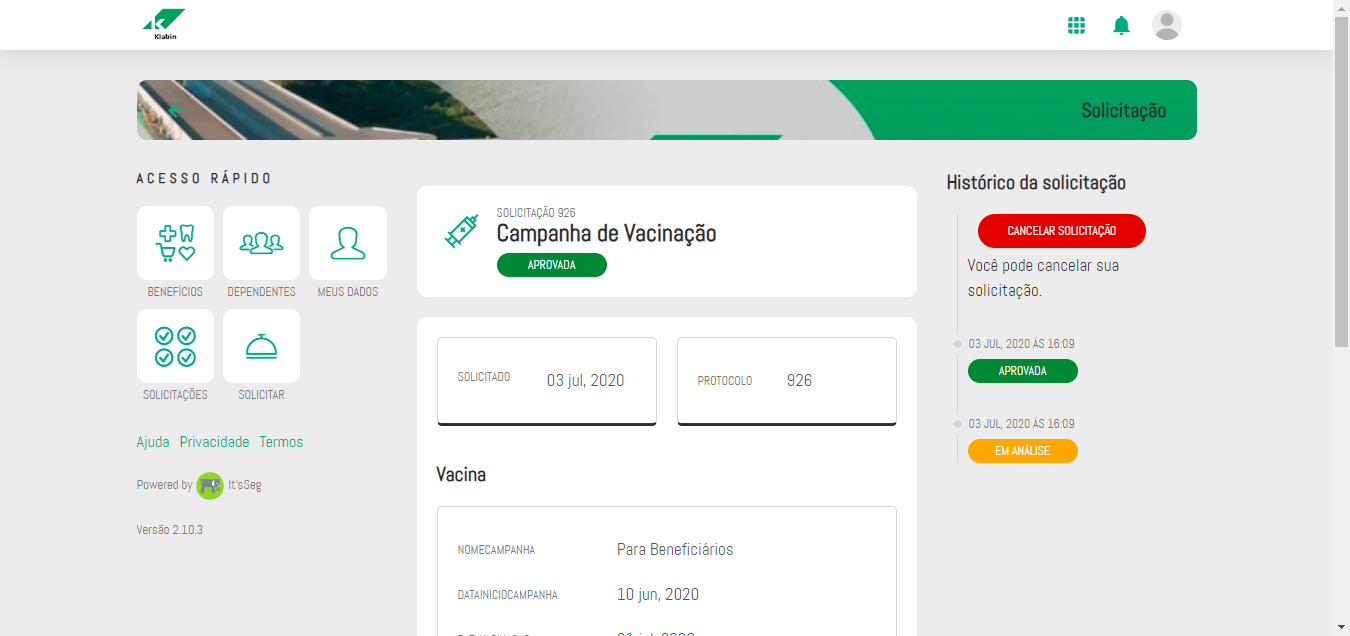 Klabin
Solicitação
ACESSO RÁPIDO
BENEFÍCIOS
DEPENDENTES
MEUS DADOS
SOLICITAÇÕES
SOLICITAR
Ajuda Privacidade Termos
Powered by It'sSeg
Versão 2.10.3
SOLICITAÇÃO 926
Campanha de Vacinação
APROVADA
SOLICITADO 03 jul, 2020
PROTOCOLO 926
Vacina
NOMECAMPANHA Para Beneficiários
DATAINICIOCAMPANHA 10 jun, 2020
Histórico da solicitação
CANCELAR SOLICITAÇÃO
Você pode cancelar sua
solicitação.
03 JUL, 2020 ÀS 16:09
APROVADA
03 JUL, 2020 ÀS 16:09
EM ANÁLISE